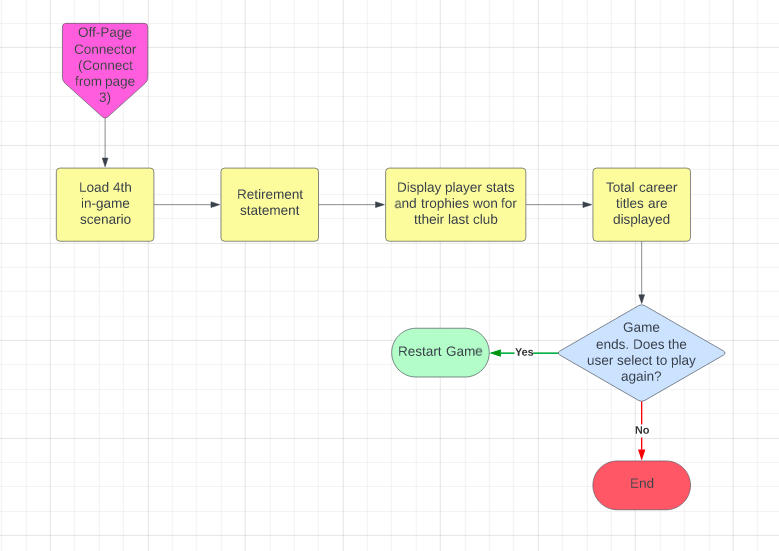 Off-Page
Connector
(Connect
from page
3)
Load 4th
in-game
scenario
Retirement
statement
Display player stats
and trophies won for
ttheir last club
Total career
titles are
displayed
Game
ends. Does the
user select to play
again?
Yes
Restart Game
No
End